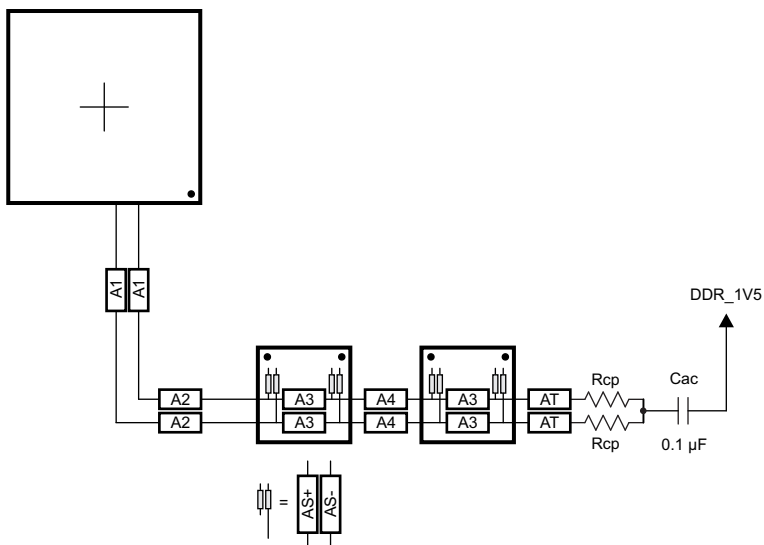 A1 A1
DDR_1V5
Rcp Cac
A2 A3 A4 A3 AT
A2 A3 A4 A3 AT
Rcp 0.1 µF
= AS+ AS-